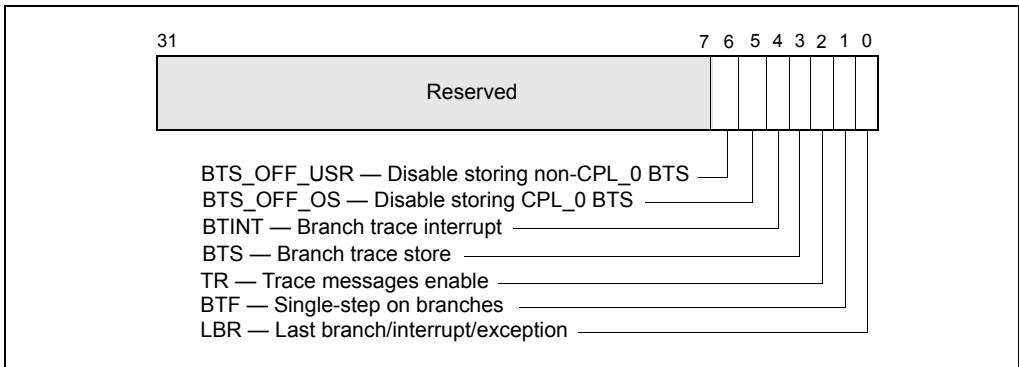 31 7 6 5 4 3 2 1 0
Reserved
BTS_OFF_USR — Disable storing non-CPL_0 BTS
BTS_OFF_OS — Disable storing CPL_0 BTS
BTINT — Branch trace interrupt
BTS — Branch trace store
TR — Trace messages enable
BTF — Single-step on branches
LBR — Last branch/interrupt/exception